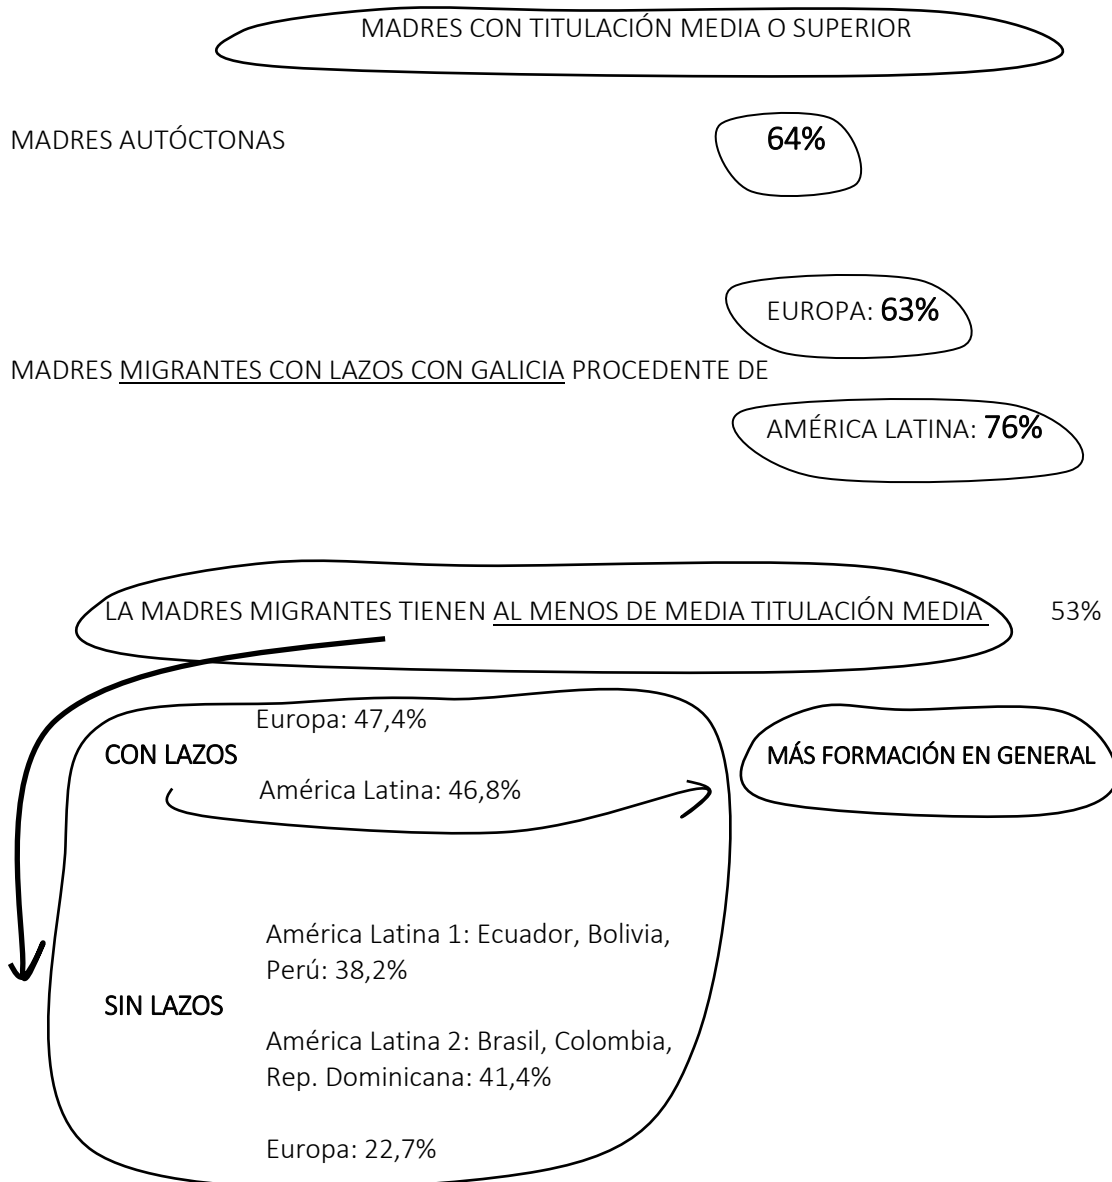 MADRES CON TITULACIÓN MEDIA O SUPERIOR
MADRES AUTÓCTONAS
64%
EUROPA: 63%
MADRES MIGRANTES CON LAZOS CON GALICIA PROCEDENTE DE
AMÉRICA LATINA: 76%
LA MADRES MIGRANTES TIENEN AL MENOS DE MEDIA TITULACIÓN MEDIA
53%
Europa: 47,4%
CON LAZOS
América Latina: 46,8%
MÁS FORMACIÓN EN GENERAL
América Latina 1: Ecuador, Bolivia,
Perú: 38,2%
SIN LAZOS
América Latina 2: Brasil, Colombia,
Rep. Dominicana: 41,4%
Europa: 22,7%